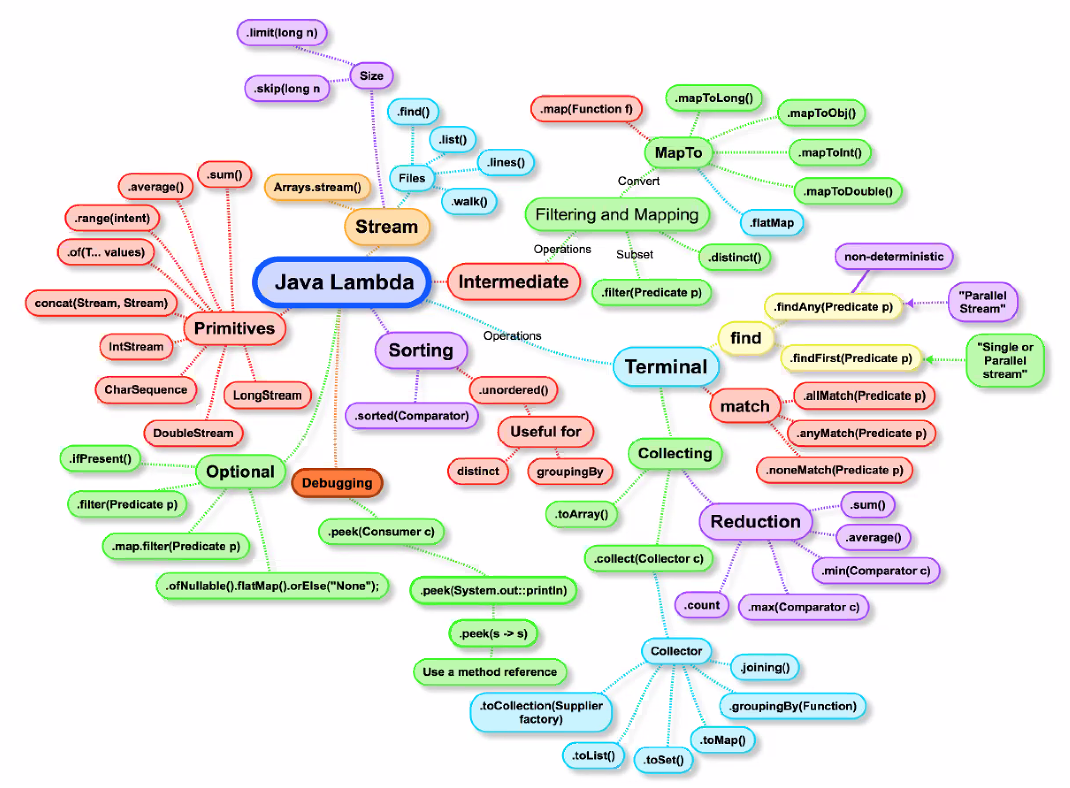 .limit(long n)
Size
.skip(long n
.find()
.list()
.lines()
Files
.walk()
Arrays.stream()
Stream
.map(Function f)
.mapToLong()
.mapToObj()
MapTo
.mapToInt()
.mapToDouble()
Convert
.flatMap
Filtering and Mapping
Operations
Subset
.distinct()
.filter(Predicate p)
.sum()
.average()
.range(intent)
.of(T... values)
concat(Stream, Stream)
Primitives
IntStream
CharSequence
LongStream
DoubleStream
Java Lambda
Intermediate
Sorting
Operations
.unordered()
.sorted(Comparator)
Useful for
distinct
groupingBy
non-deterministic
.findAny(Predicate p)
"Parallel
Stream"
find
.findFirst(Predicate p)
"Single or
Parallel
stream"
Terminal
match
.allMatch(Predicate p)
.anyMatch(Predicate p)
.noneMatch(Predicate p)
.ifPresent()
Optional
.filter(Predicate p)
.map.filter(Predicate p)
.ofNullable().flatMap().orElse("None");
Debugging
.peek(Consumer c)
.peek(System.out::println)
.peek(s -> s)
Use a method reference
Collecting
.toArray()
.collect(Collector c)
Reduction
.sum()
.average()
.min(Comparator c)
.max(Comparator c)
.count
Collector
.joining()
.groupingBy(Function)
.toMap()
.toSet()
.toList()
.toCollection(Supplier
factory)